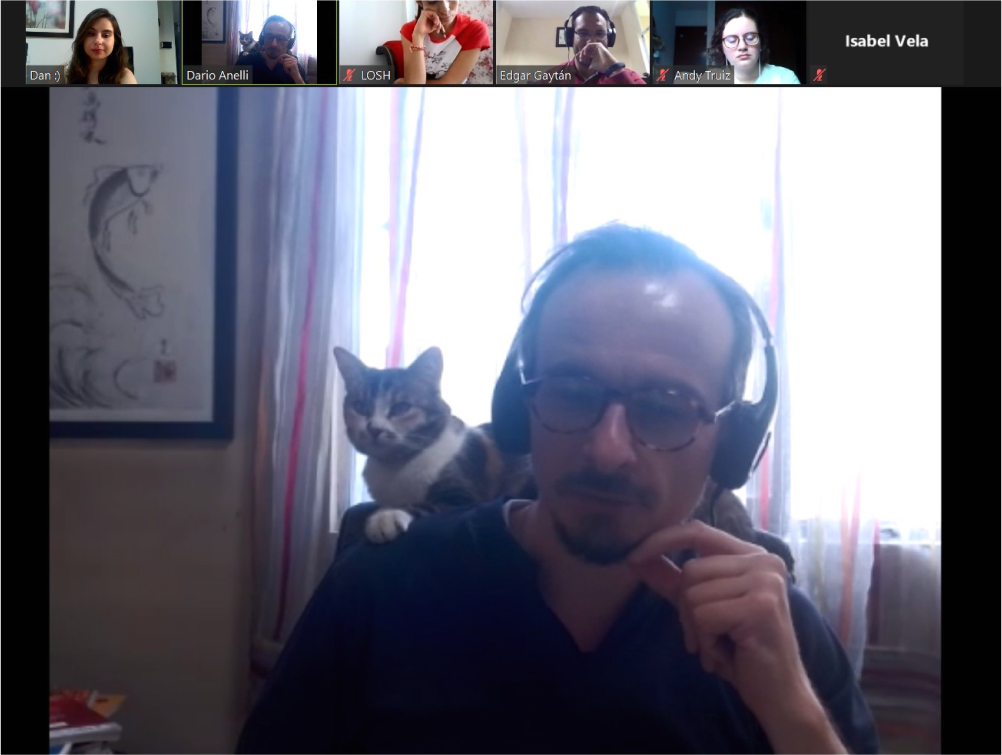 Dan :)
Dario Anelli
LOSH
Edgar Gaytán
Andy Truiz
Isabel Vela